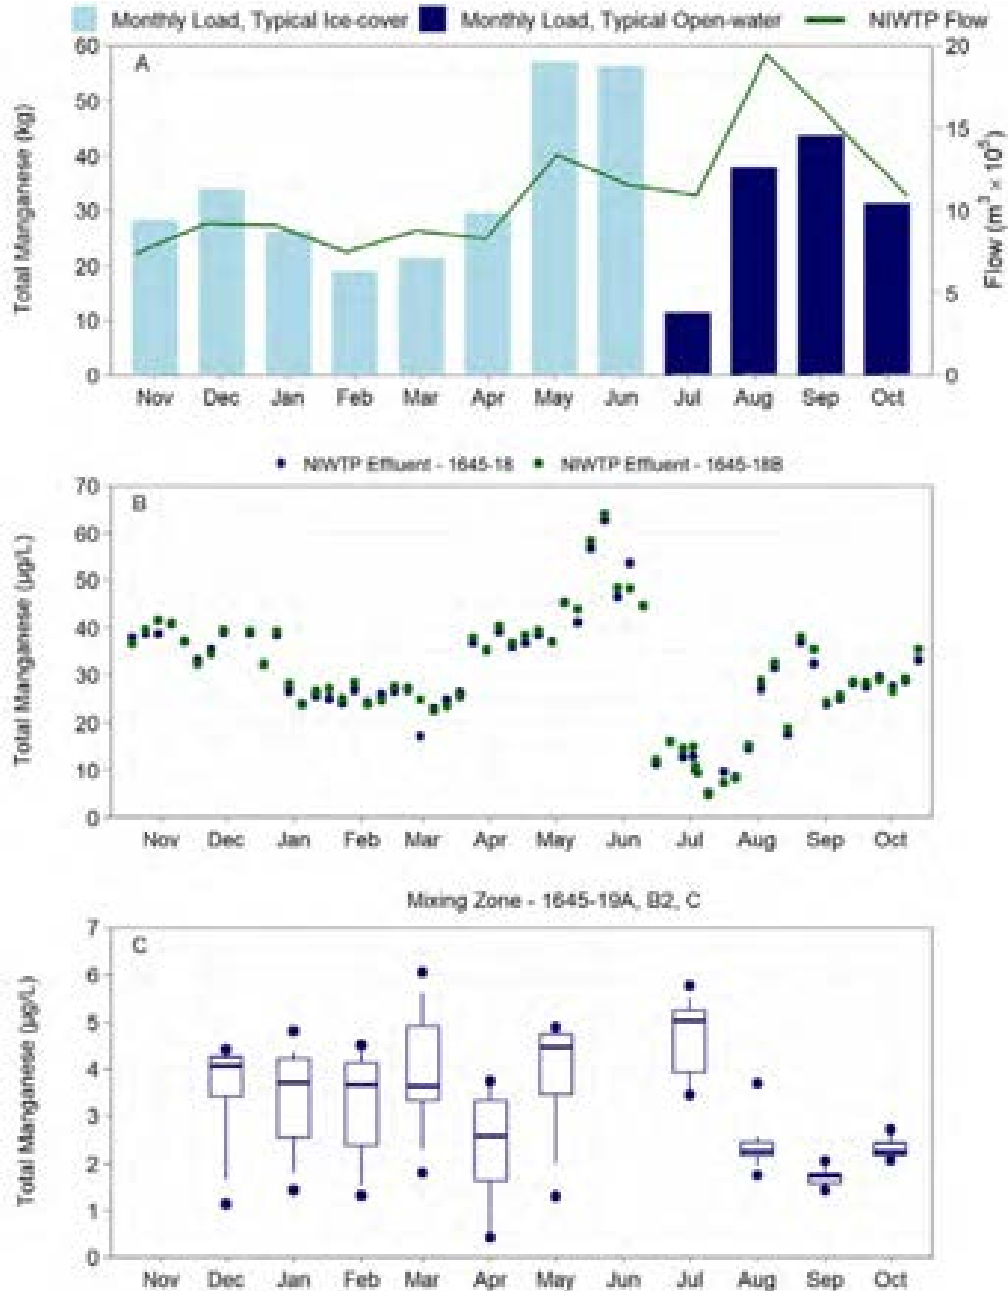 Monthly Load, Typical Ice-cover Monthly Load, Typical Open-water NIWTP Flow
A
Total Manganese (kg)
60
50
40
30
20
10
0
20
15
10
5
0
Flow (m³ × 10⁵)
Nov Dec Jan Feb Mar Apr May Jun Jul Aug Sep Oct
NIWTP Effluent - 1645-18 NIWTP Effluent - 1645-18B
B
Total Manganese (µg/L)
70
60
50
40
30
20
10
0
Nov Dec Jan Feb Mar Apr May Jun Jul Aug Sep Oct
Mixing Zone - 1645-19A, B2, C
C
Total Manganese (µg/L)
7
6
5
4
3
2
1
0
Nov Dec Jan Feb Mar Apr May Jun Jul Aug Sep Oct